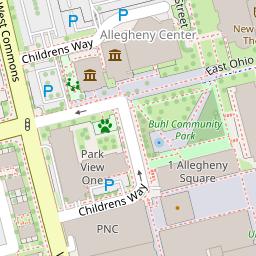 West Commons
Childrens Way
Allegheny Center
Street
New
The
P
P
East Ohio
Buhl Community
Park
Park
View
One
P
1 Allegheny
Square
Childrens Way
PNC
P